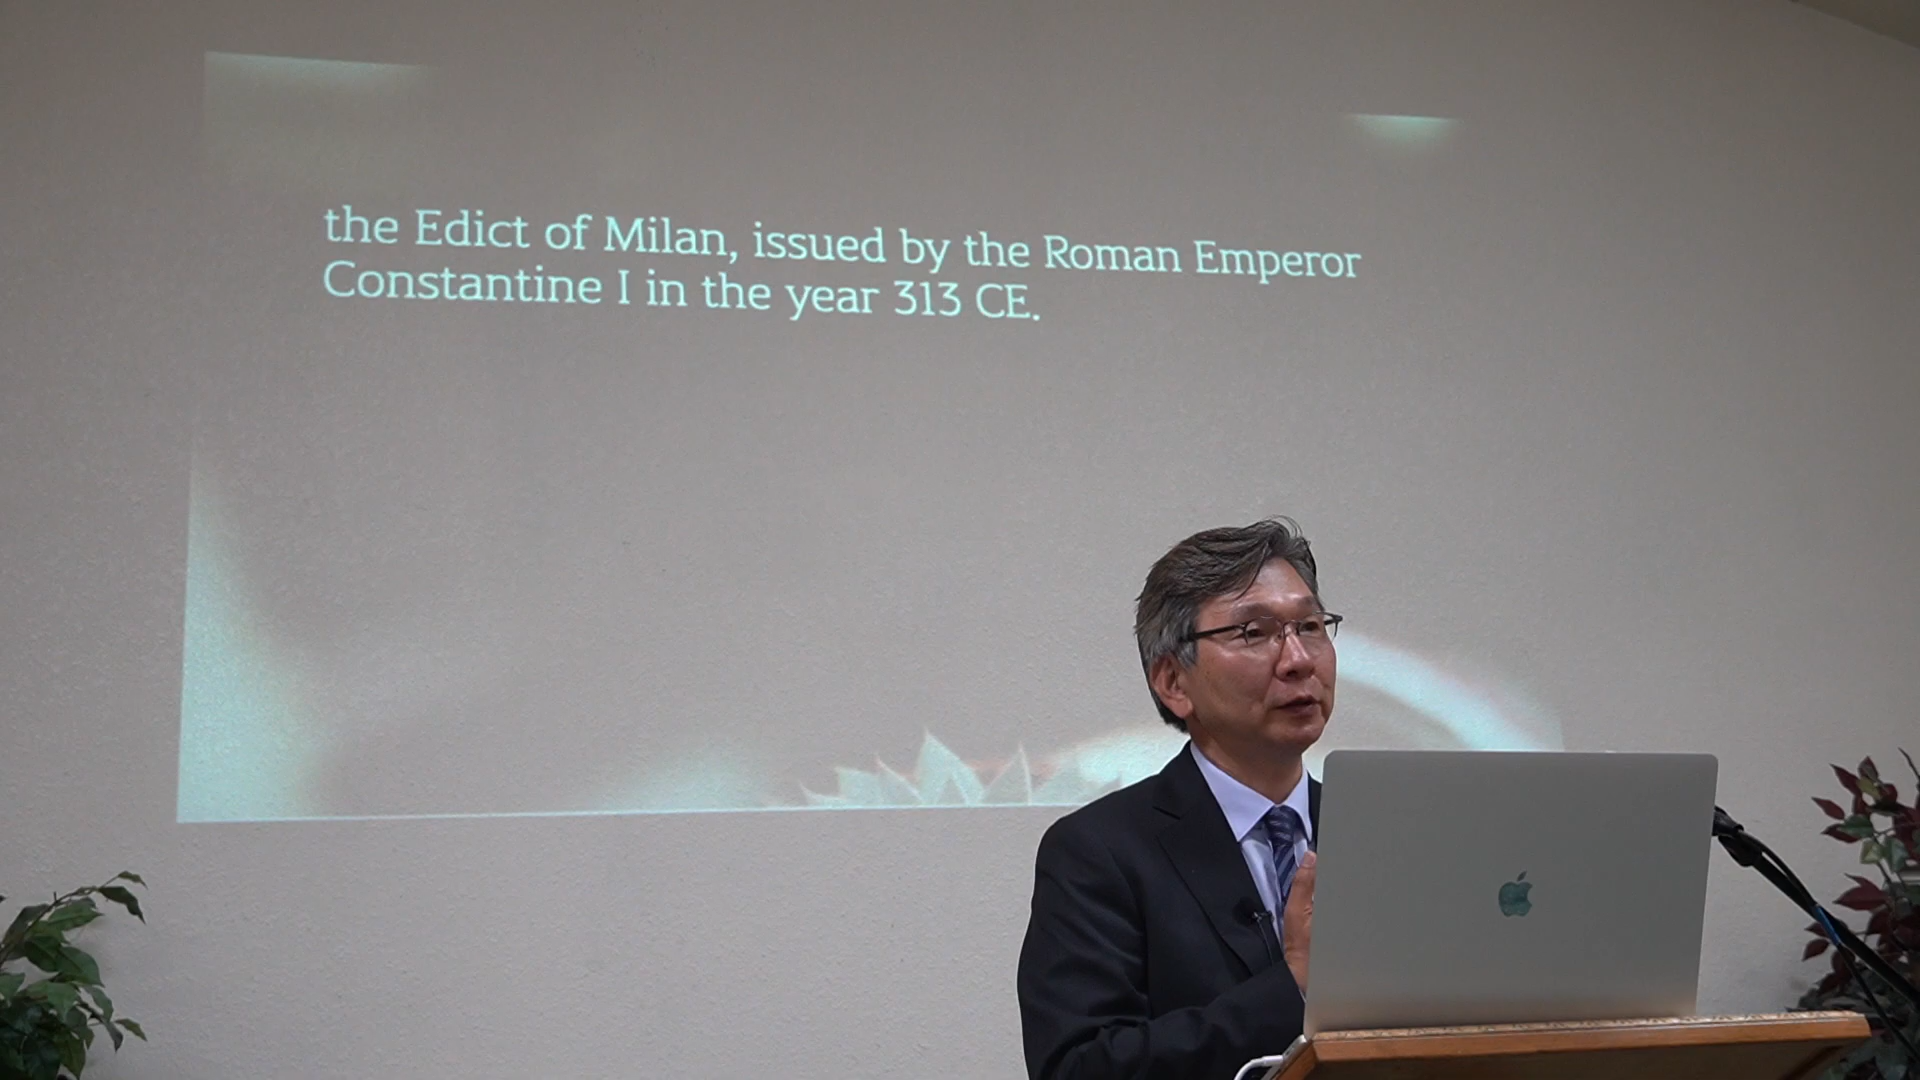 the Edict of Milan, issued by the Roman Emperor
Constantine I in the year 313 CE.